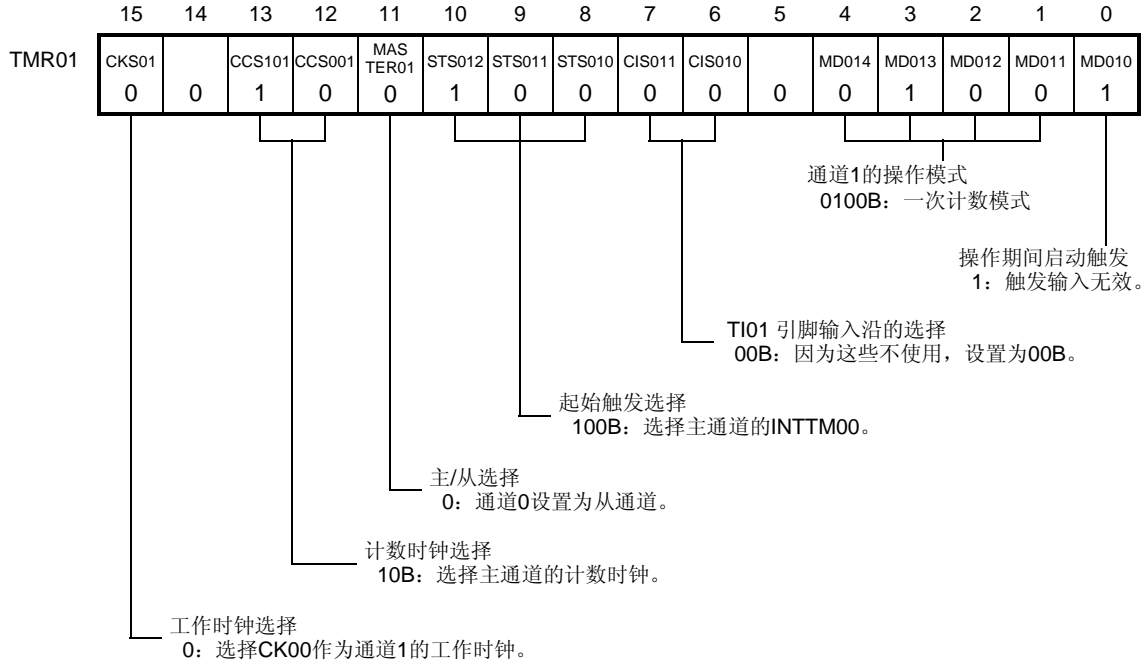 15 14 13 12 11 10 9 8 7 6 5 4 3 2 1 0
TMR01 CKS01 CCS101 CCS001 MAS TER01 STS012 STS011 STS010 CIS011 CIS010 MD014 MD013 MD012 MD011 MD010
0 0 1 0 0 1 0 0 0 0 0 0 1 0 0 1
通道1的操作模式
0100B：一次计数模式
操作期间启动触发
1：触发输入无效。
TI01 引脚输入沿的选择
00B：因为这些不使用，设置为00B。
起始触发选择
100B：选择主通道的INTTM00。
主/从选择
0：通道0设置为从通道。
计数时钟选择
10B：选择主通道的计数时钟。
工作时钟选择
0：选择CK00作为通道1的工作时钟。